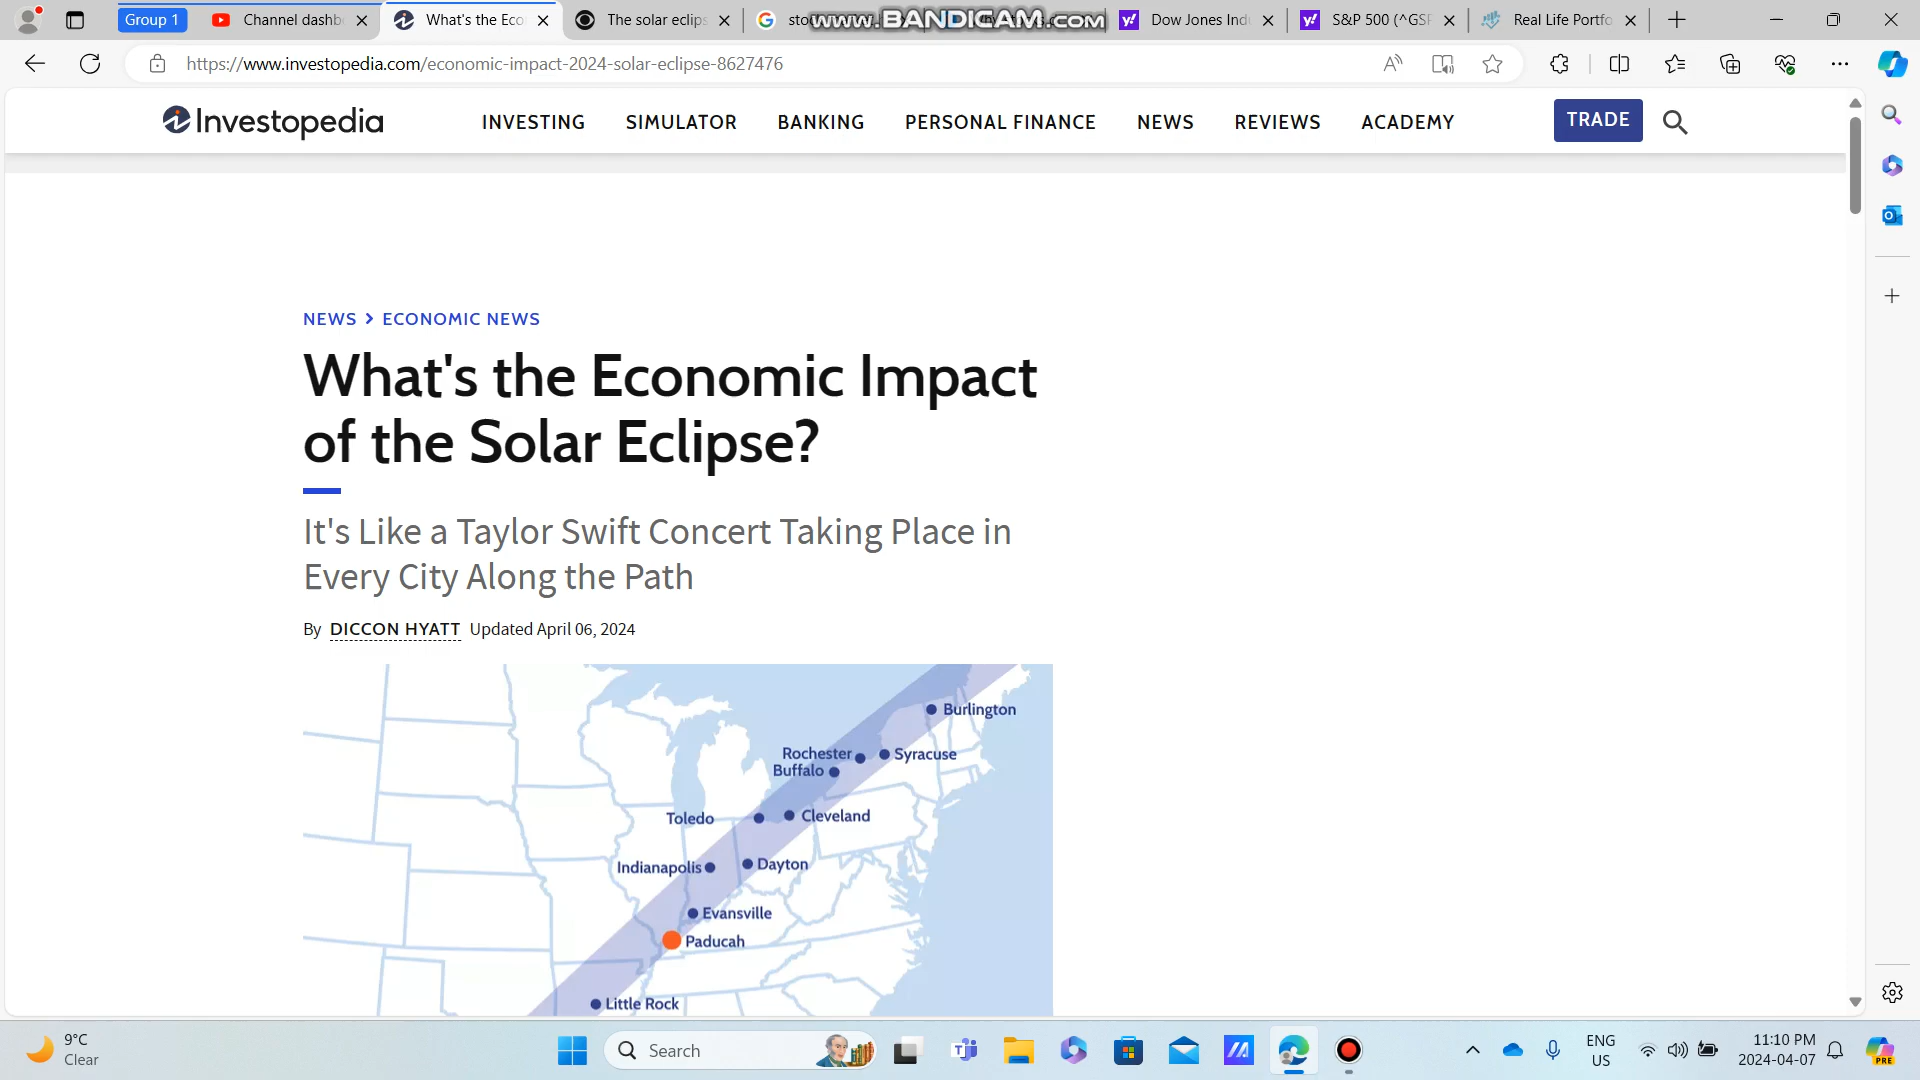 Group 1
Channel dashb
What's the Eco
The solar eclips
www.BANDICAM.com
Dow Jones Ind
S&P 500 (^GSP
Real Life Portfo
https://www.investopedia.com/economic-impact-2024-solar-eclipse-8627476
Investopedia
INVESTING
SIMULATOR
BANKING
PERSONAL FINANCE
NEWS
REVIEWS
ACADEMY
TRADE
NEWS > ECONOMIC NEWS
What's the Economic Impact
of the Solar Eclipse?
It's Like a Taylor Swift Concert Taking Place in
Every City Along the Path
By DICCON HYATT Updated April 06, 2024
Burlington
Rochester
Syracuse
Buffalo
Toledo
Cleveland
Indianapolis
Dayton
Evansville
Paducah
Little Rock
9°C
Clear
Search
ENG
US
11:10 PM
2024-04-07
PRE